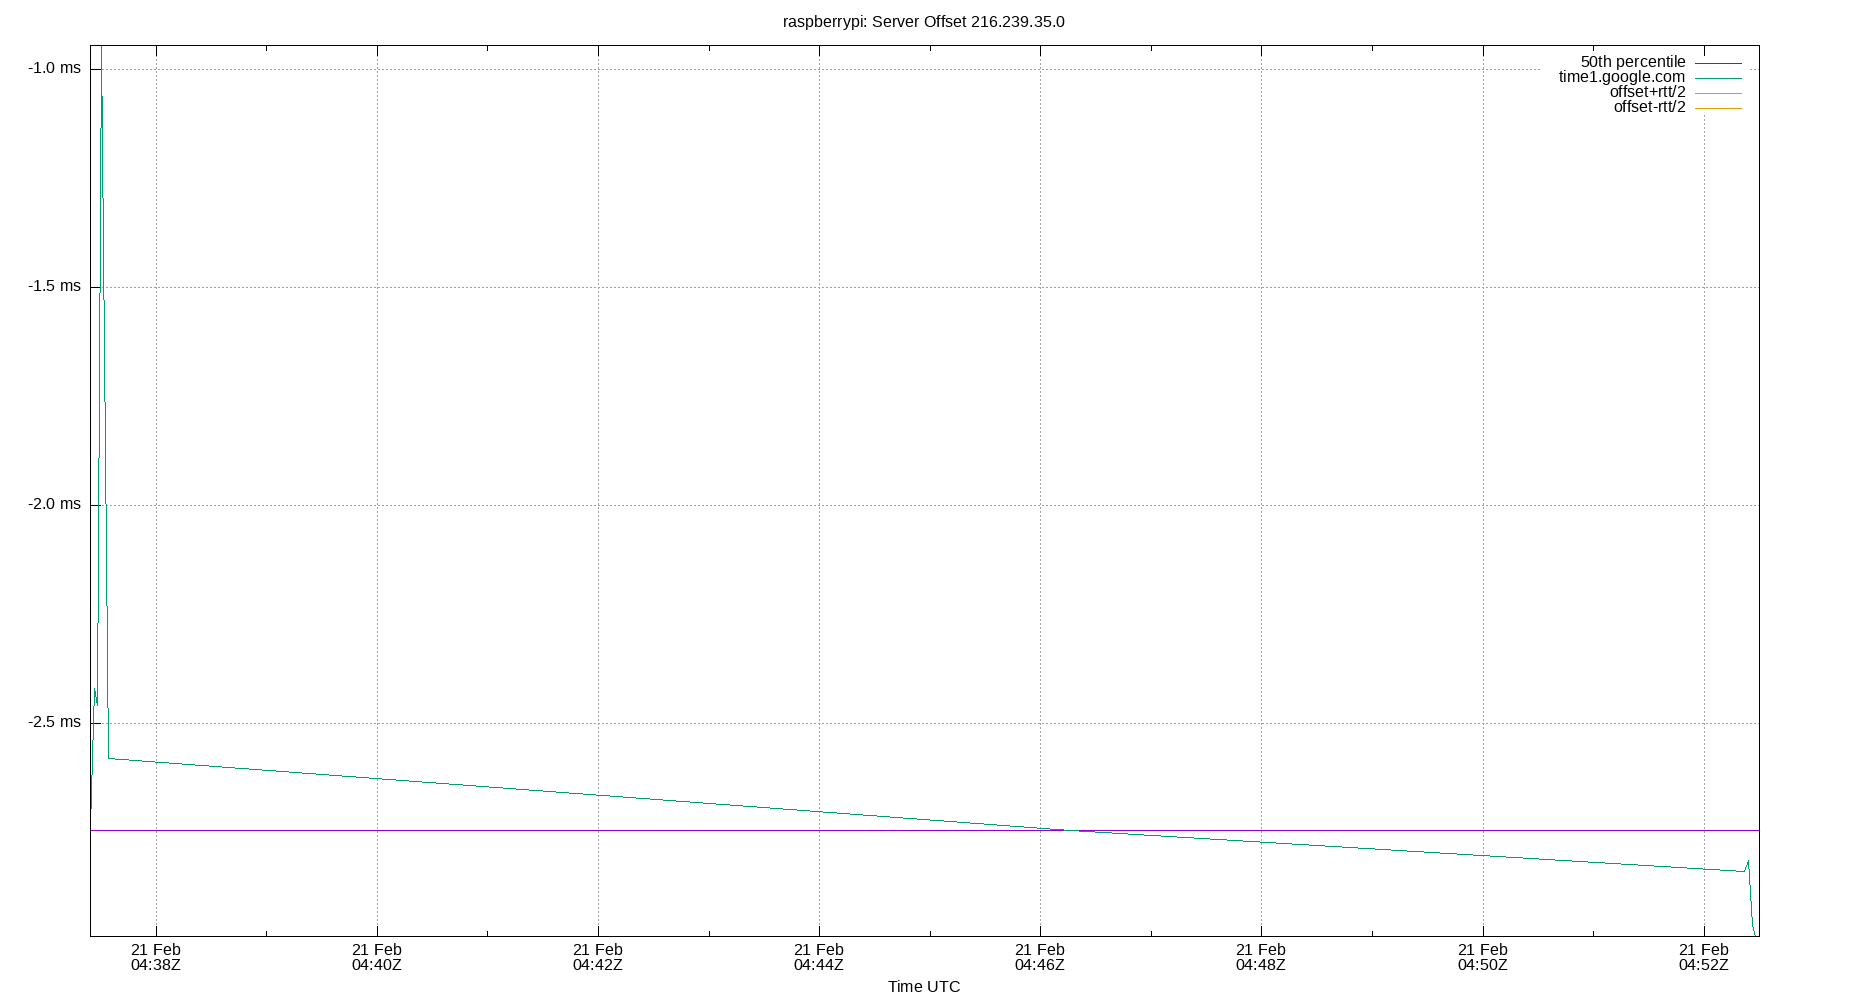 raspberrypi: Server Offset 216.239.35.0
50th percentile
time1.google.com
offset+rtt/2
offset-rtt/2
-1.0 ms
-1.5 ms
-2.0 ms
-2.5 ms
21 Feb 21 Feb 21 Feb 21 Feb 21 Feb 21 Feb 21 Feb 21 Feb
04:38Z 04:40Z 04:42Z 04:44Z 04:46Z 04:48Z 04:50Z 04:52Z
Time UTC